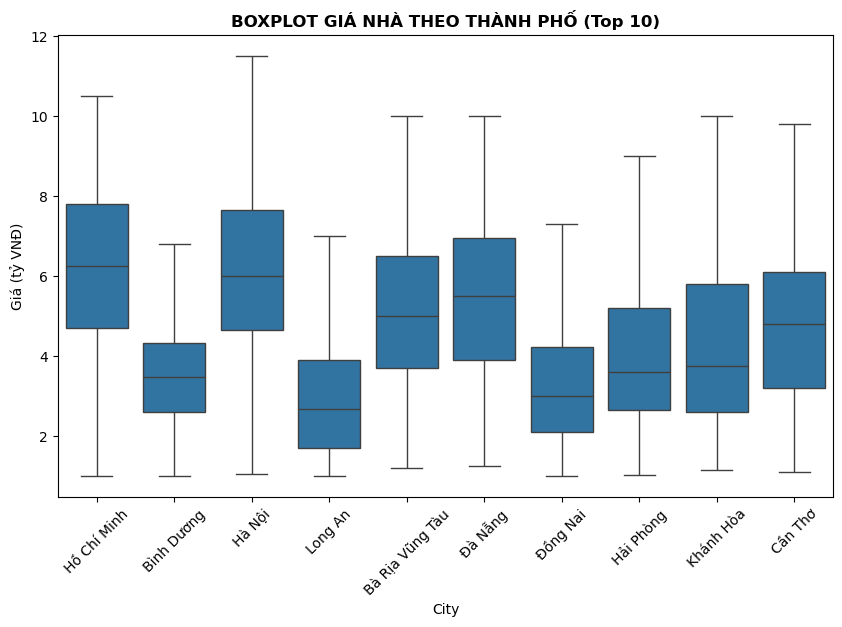 BOXPLOT GIÁ NHÀ THEO THÀNH PHỐ (Top 10)
Giá (tỷ VNĐ)
12
10
8
6
4
2
Hồ Chí Minh
Bình Dương
Hà Nội
Long An
Bà Rịa Vũng Tàu
Đà Nẵng
Đồng Nai
Hải Phòng
Khánh Hòa
Cần Thơ
City